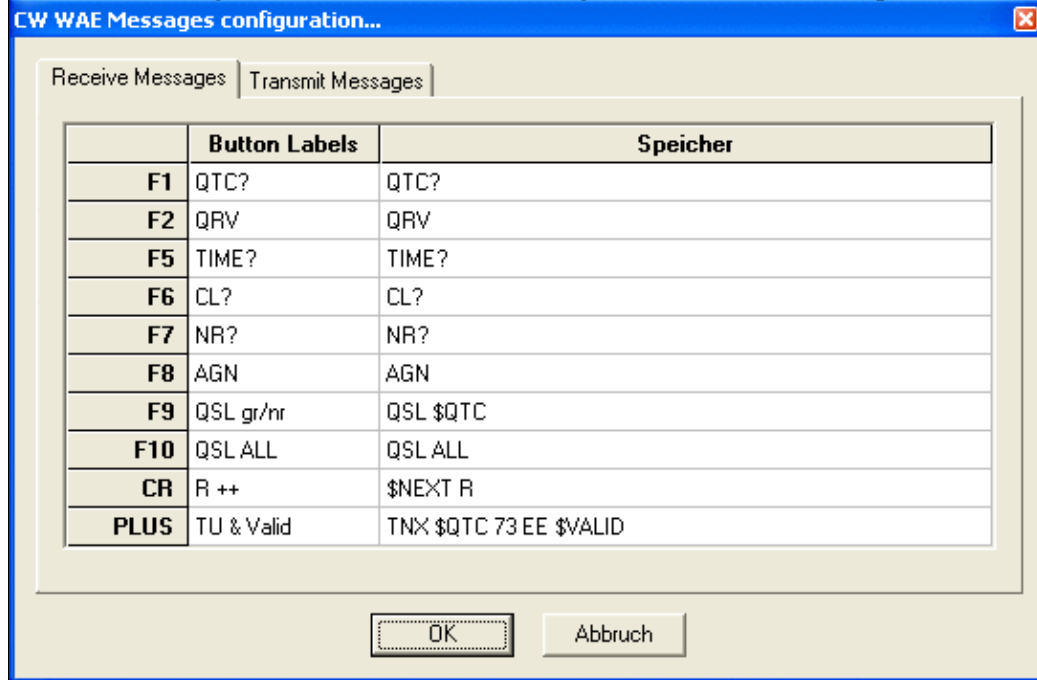 CW WAE Messages configuration...
Receive Messages Transmit Messages
Button Labels Speicher
F1 QTC? QTC?
F2 QRV QRV
F5 TIME? TIME?
F6 CL? CL?
F7 NR? NR?
F8 AGN AGN
F9 QSL gr/nr QSL $QTC
F10 QSL ALL QSL ALL
CR R ++ $NEXT R
PLUS TU & Valid TNX $QTC 73 EE $VALID
OK Abbruch